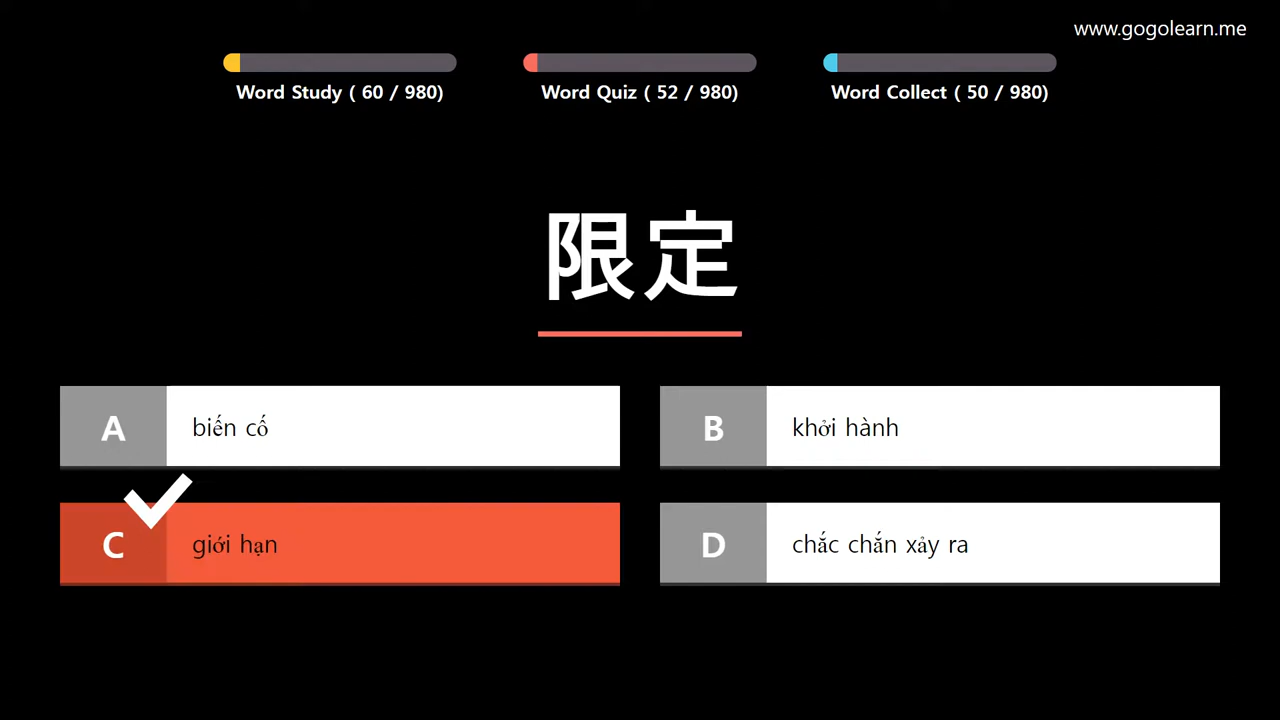 www.gogolearn.me
Word Study ( 60 / 980)
Word Quiz ( 52 / 980)
Word Collect ( 50 / 980)
限定
A
biến cố
B
khởi hành
C
giới hạn
D
chắc chắn xảy ra